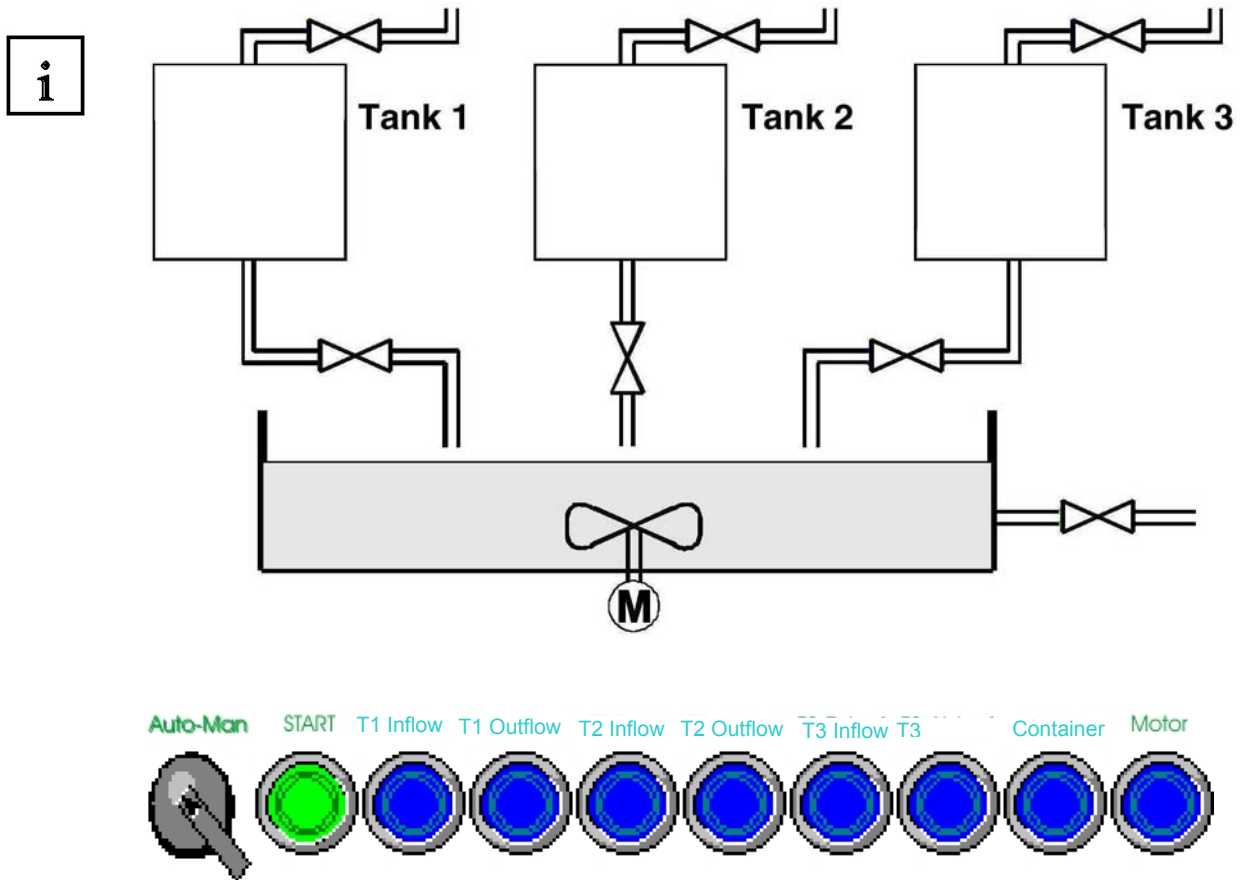 i
Tank 1 Tank 2 Tank 3
M
Auto-Man START T1 Inflow T1 Outflow T2 Inflow T2 Outflow T3 Inflow T3 Container Motor